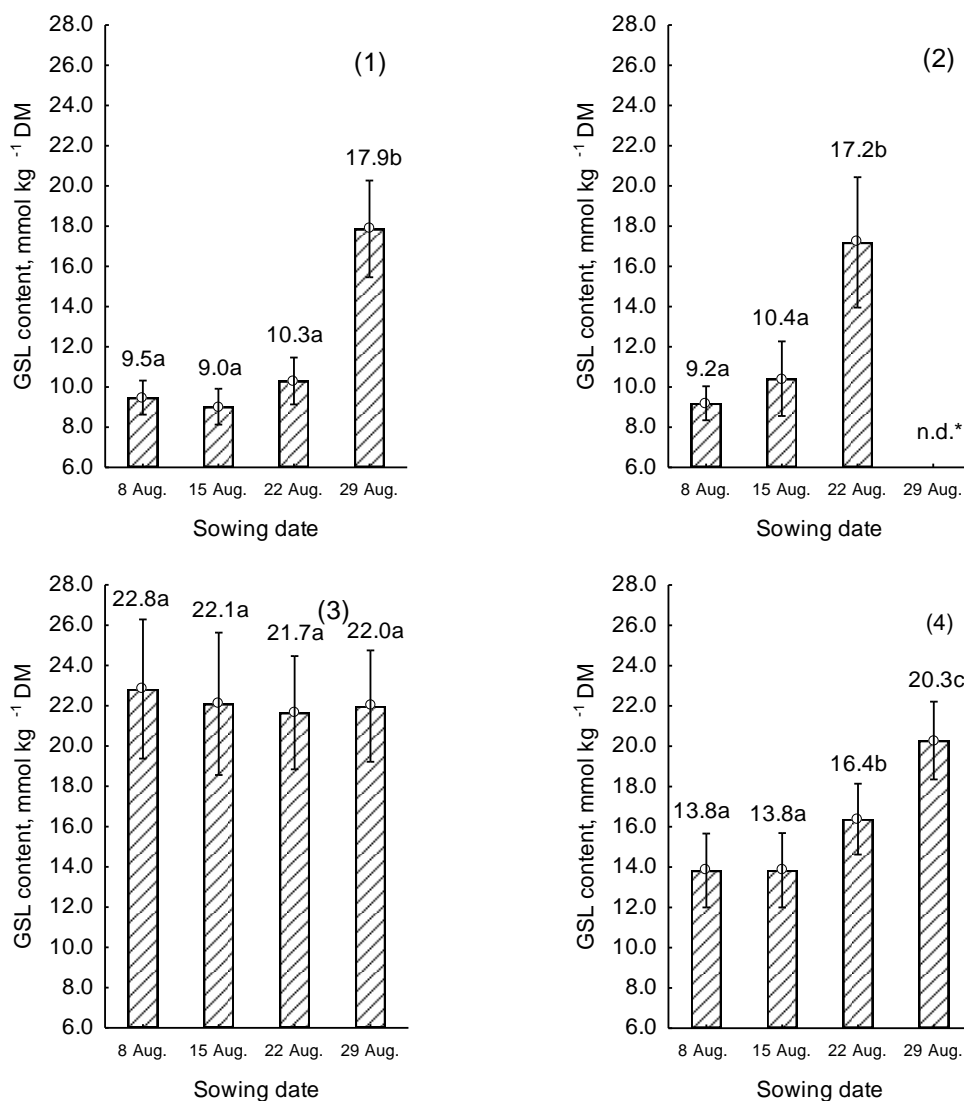 (1)
GSL content, mmol kg -1 DM
28.0
26.0
24.0
22.0
20.0
18.0
16.0
14.0
12.0
10.0
8.0
6.0
9.5a
9.0a
10.3a
17.9b
8 Aug. 15 Aug. 22 Aug. 29 Aug.
Sowing date
(2)
GSL content, mmol kg -1 DM
28.0
26.0
24.0
22.0
20.0
18.0
16.0
14.0
12.0
10.0
8.0
6.0
9.2a
10.4a
17.2b
n.d.*
8 Aug. 15 Aug. 22 Aug. 29 Aug.
Sowing date
(3)
GSL content, mmol kg -1 DM
28.0
26.0
24.0
22.0
20.0
18.0
16.0
14.0
12.0
10.0
8.0
6.0
22.8a
22.1a
21.7a
22.0a
8 Aug. 15 Aug. 22 Aug. 29 Aug.
Sowing date
(4)
GSL content, mmol kg -1 DM
28.0
26.0
24.0
22.0
20.0
18.0
16.0
14.0
12.0
10.0
8.0
6.0
13.8a
13.8a
16.4b
20.3c
8 Aug. 15 Aug. 22 Aug. 29 Aug.
Sowing date